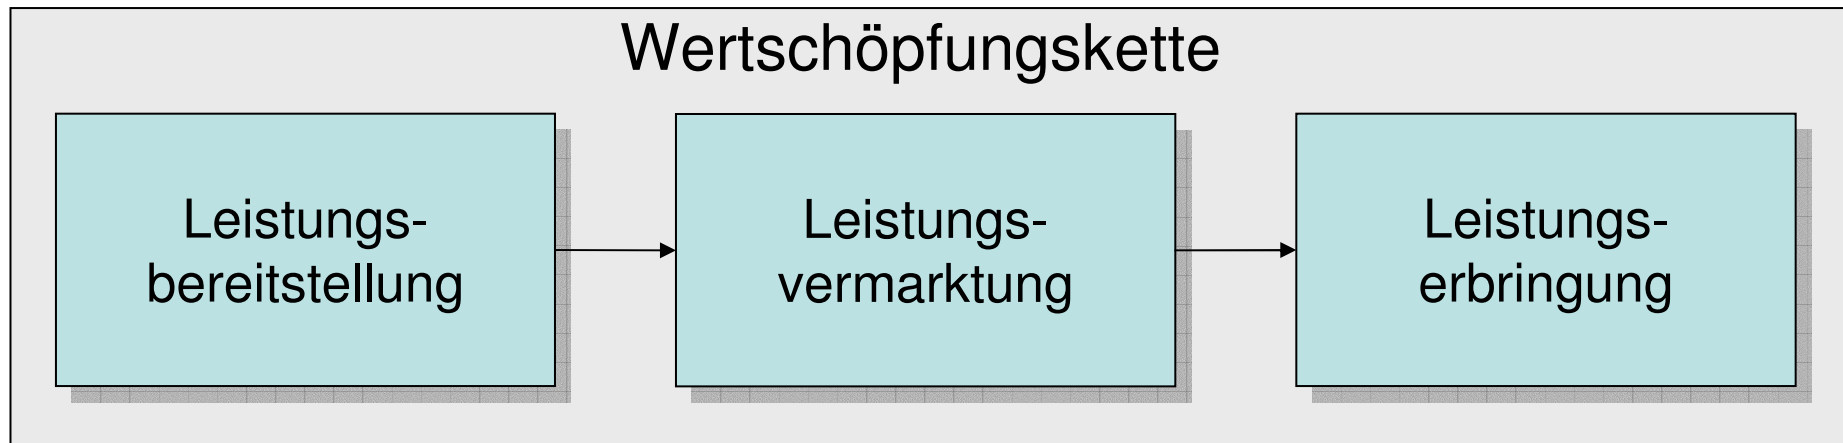 Wertschöpfungskette
Leistungs-
bereitstellung
Leistungs-
vermarktung
Leistungs-
erbringung